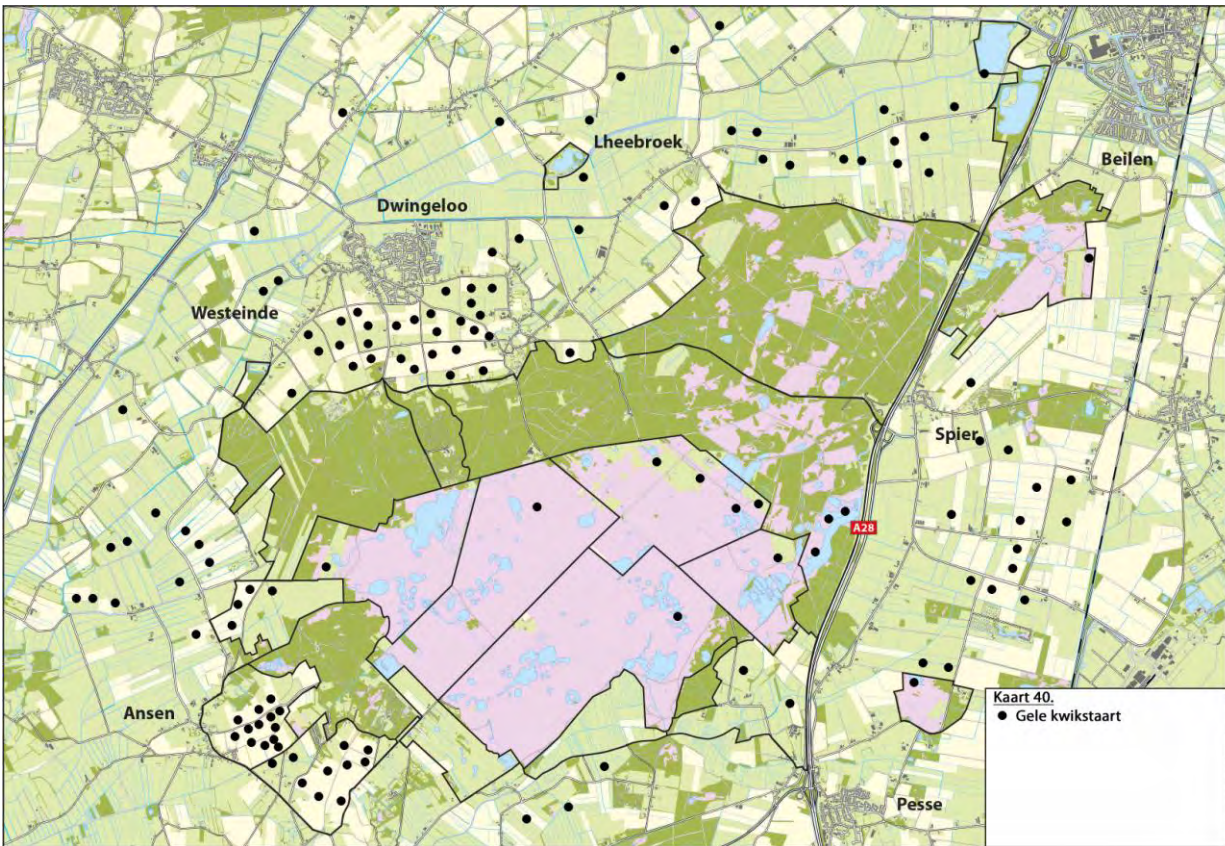 Lheebroek
Beilen
Dwingeloo
Westeinde
Spier
A28
Ansen
Kaart 40.
Gele kwikstaart
Pesse